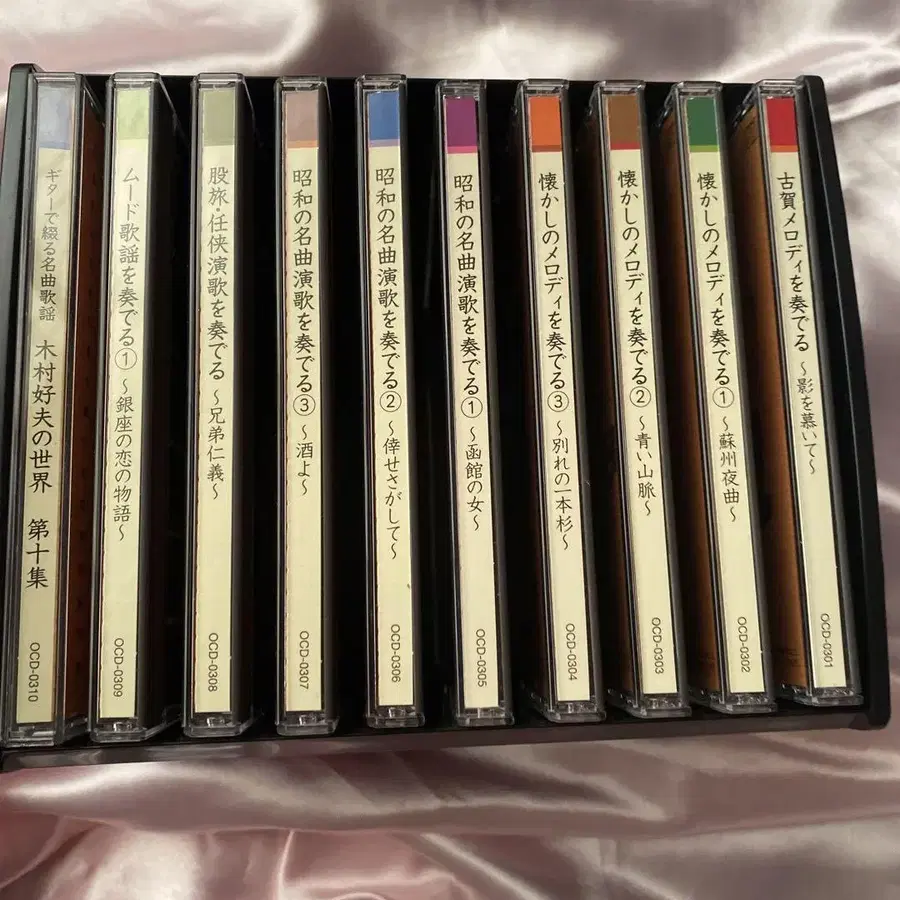 ギターで綴る名曲歌謡 木村好夫の世界 第十集 OCD-0310
ムード歌謡を奏でる① 〜銀座の恋の物語〜 OCD-0309
股旅・任侠演歌を奏でる 〜兄弟仁義〜 OCD-0308
昭和の名曲演歌を奏でる③ 〜酒よ〜 OCD-0307
昭和の名曲演歌を奏でる② 〜倖せさがして〜 OCD-0306
昭和の名曲演歌を奏でる① 〜函館の女〜 OCD-0305
懐かしのメロディを奏でる③ 〜別れの一本杉〜 OCD-0304
懐かしのメロディを奏でる② 〜青い山脈〜 OCD-0303
懐かしのメロディを奏でる① 〜蘇州夜曲〜 OCD-0302
古賀メロディを奏でる 〜影を慕いて〜 OCD-0301